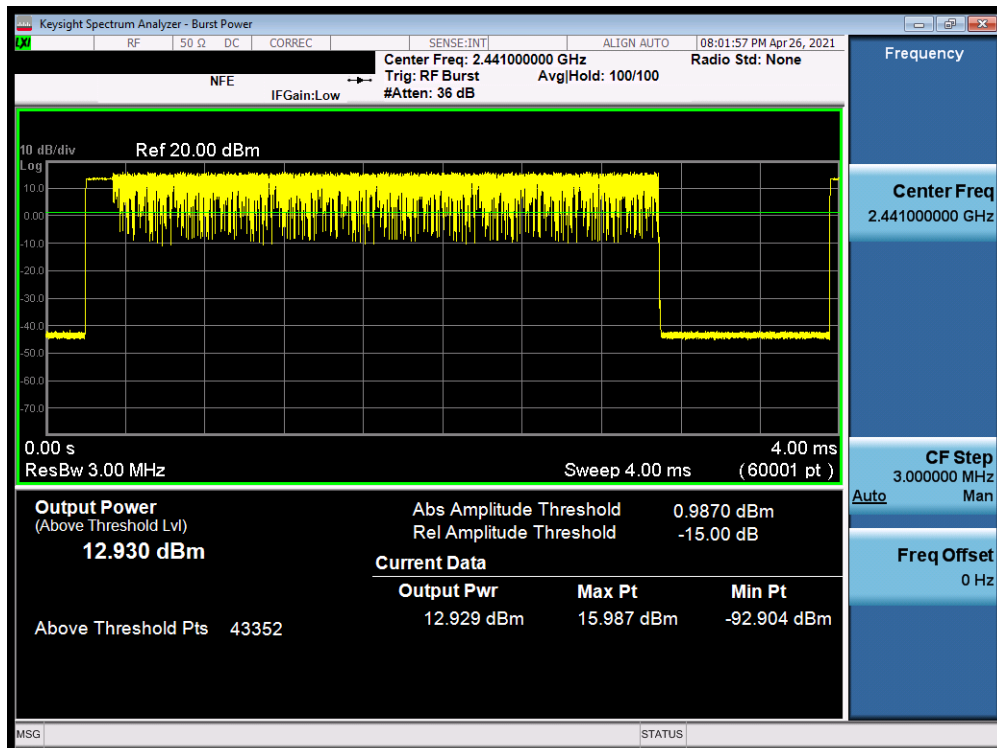 Keysight Spectrum Analyzer - Burst Power
LXI
RF 50 Ω DC CORREC SENSE:INT ALIGN AUTO 08:01:57 PM Apr 26, 2021
Center Freq: 2.441000000 GHz Radio Std: None
NFE Trig: RF Burst Avg|Hold: 100/100
IFGain:Low #Atten: 36 dB
10 dB/div Ref 20.00 dBm
Log
10.0
0.00
-10.0
-20.0
-30.0
-40.0
-50.0
-60.0
-70.0
0.00 s 4.00 ms
ResBw 3.00 MHz Sweep 4.00 ms (60001 pt)
Output Power
(Above Threshold Lvl)
12.930 dBm
Above Threshold Pts 43352
Abs Amplitude Threshold 0.9870 dBm
Rel Amplitude Threshold -15.00 dB
Current Data
Output Pwr Max Pt Min Pt
12.929 dBm 15.987 dBm -92.904 dBm
MSG STATUS
Frequency
Center Freq
2.441000000 GHz
CF Step
3.000000 MHz
Auto Man
Freq Offset
0 Hz